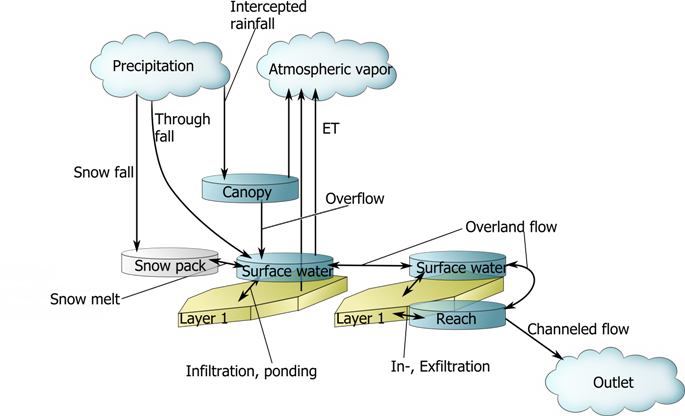 Intercepted
rainfall
Precipitation
Atmospheric vapor
Through
fall
ET
Snow fall
Canopy
Overflow
Overland flow
Snow pack
Surface water
Surface water
Snow melt
Layer 1
Layer 1
Reach
Channeled flow
Infiltration, ponding
In-, Exfiltration
Outlet